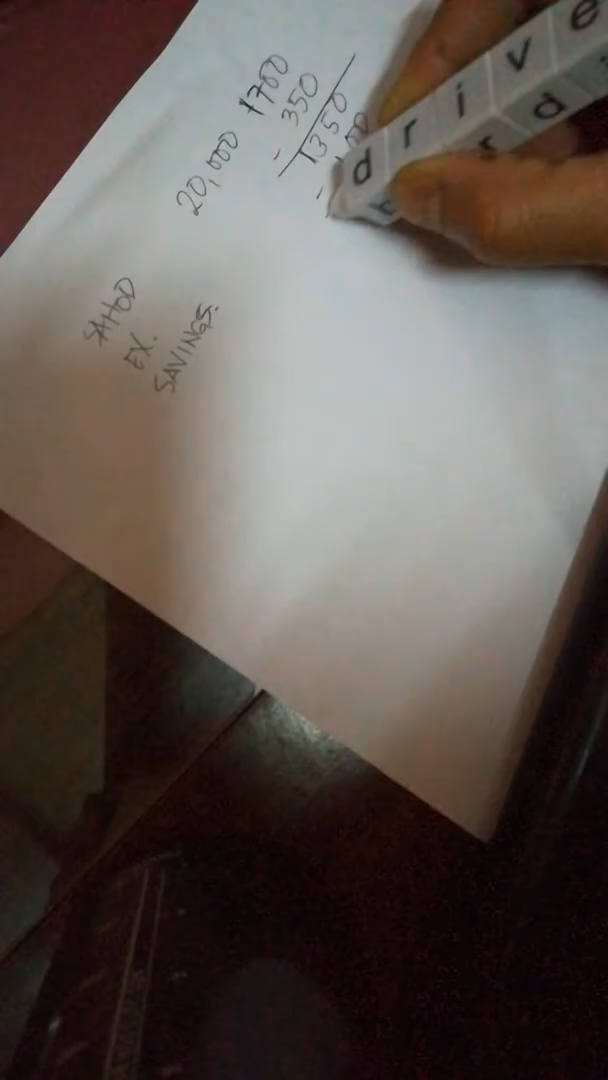 SAHOD 20,000 1700
EX. - 350
SAVINGS. 1350
-
drive
d